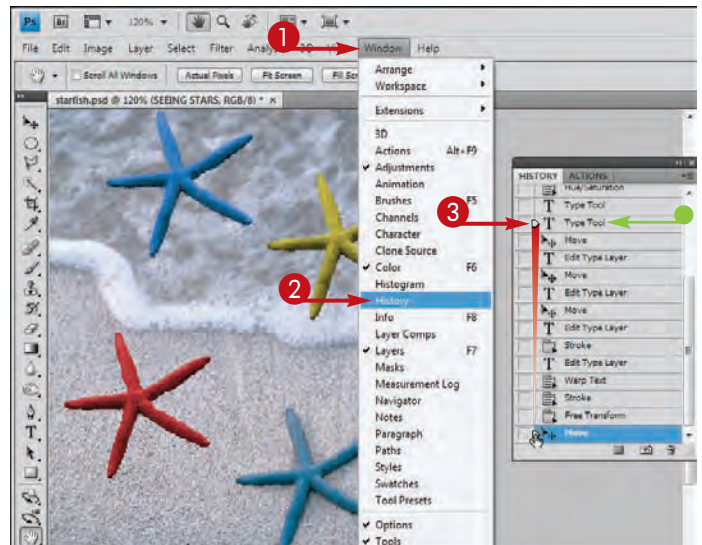 Ps Br 120%
1
File Edit Image Layer Select Filter Window Help
Scroll All Windows Actual Pixels Fit Screen
starfish.psd @ 120% (SEEING STARS, RGB/8) * ×
Arrange
Workspace
Extensions
3D
Actions Alt+F9
Adjustments
Animation
Brushes F5
Channels
Character
Clone Source
Color F6
Histogram
2
History
Info F8
Layer Comps
Layers F7
Masks
Measurement Log
Navigator
Notes
Paragraph
Paths
Styles
Swatches
Tool Presets
Options
Tools
HISTORY ACTIONS
Hue/Saturation
Type Tool
3
Type Tool
Move
Edit Type Layer
Move
Edit Type Layer
Move
Edit Type Layer
Stroke
Edit Type Layer
Warp Text
Stroke
Free Transform
Move